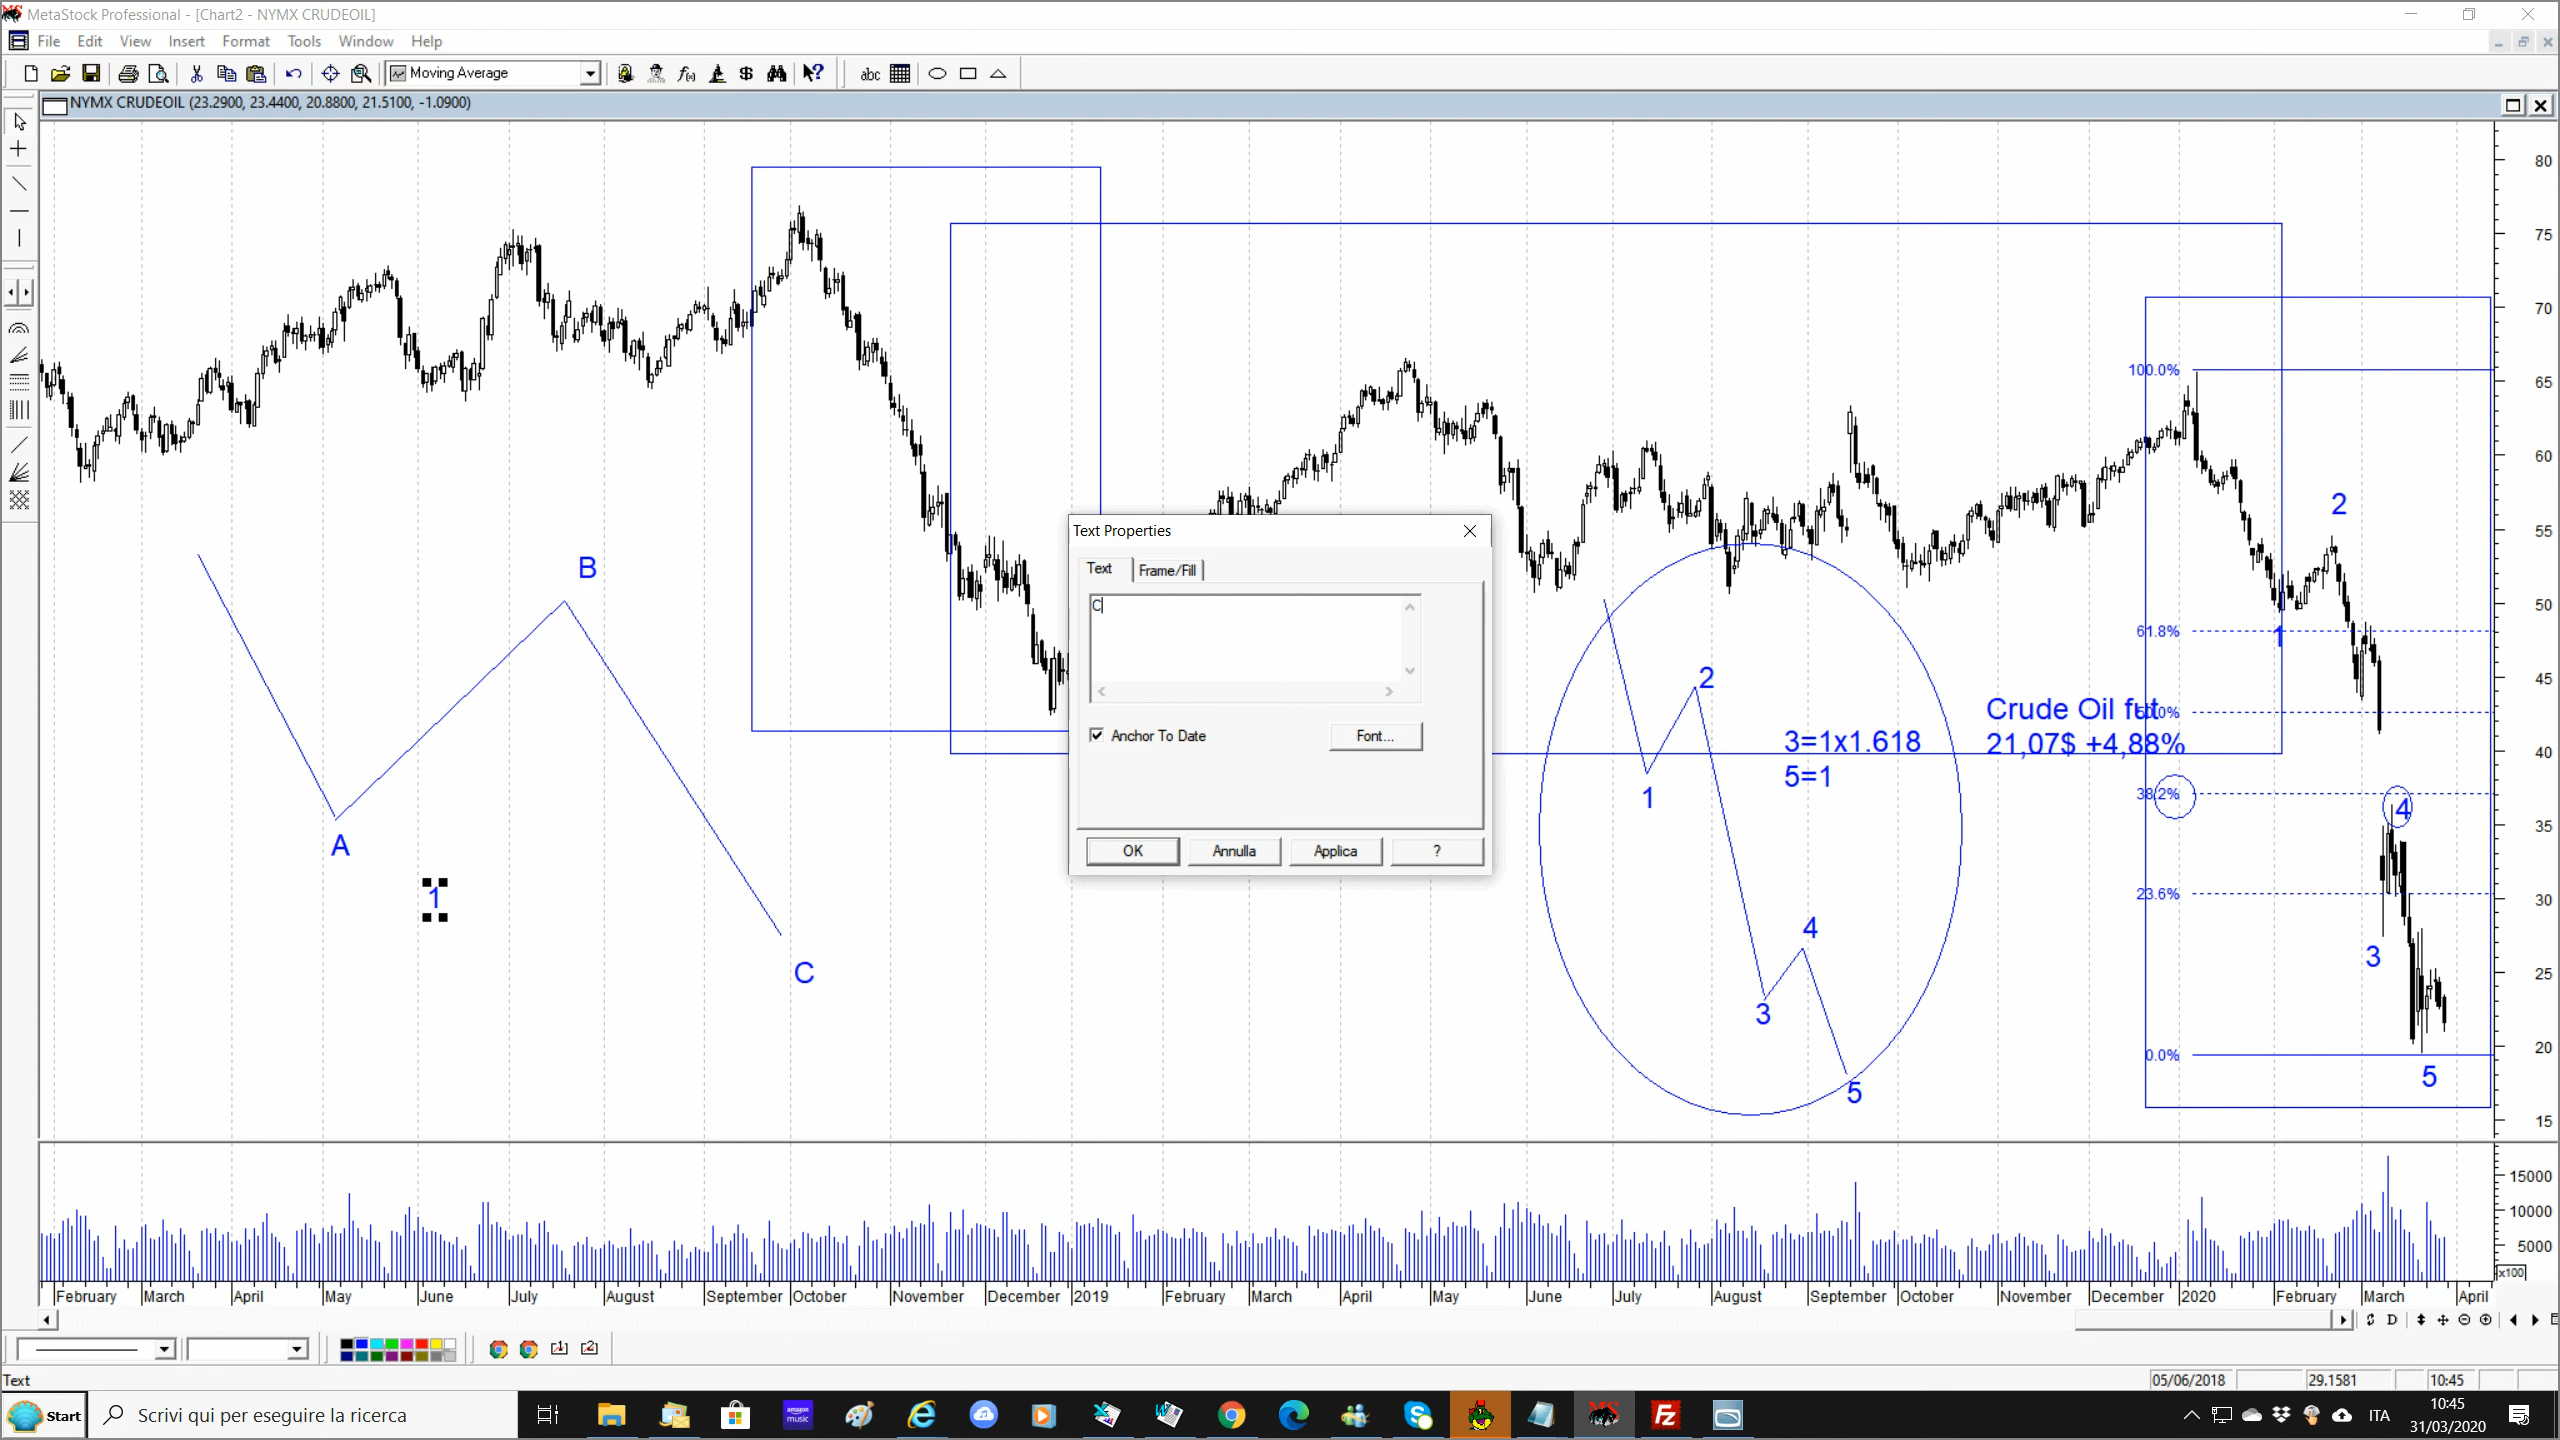 MetaStock Professional - [Chart2 - NYMX CRUDEOIL]
File Edit View Insert Format Tools Window Help
Moving Average
abc
NYMX CRUDEOIL (23.2900, 23.4400, 20.8800, 21.5100, -1.0900)
80
75
70
65
60
55
50
45
40
35
30
25
20
15
100.0%
61.8%
50.0%
38.2%
23.6%
0.0%
A
B
C
1
1
2
3
4
5
3=1x1.618
5=1
Crude Oil fut
21,07$ +4,88%
1
2
3
4
5
Text Properties
Text
Frame/Fill
C
Anchor To Date
Font...
OK
Annulla
Applica
?
15000
10000
5000
x100
February March April May June July August September October November December 2019 February March April May June July August September October November December 2020 February March April
D
Text
05/06/2018 29.1581 10:45
Start
Scrivi qui per eseguire la ricerca
amazon music
ITA
10:45
31/03/2020